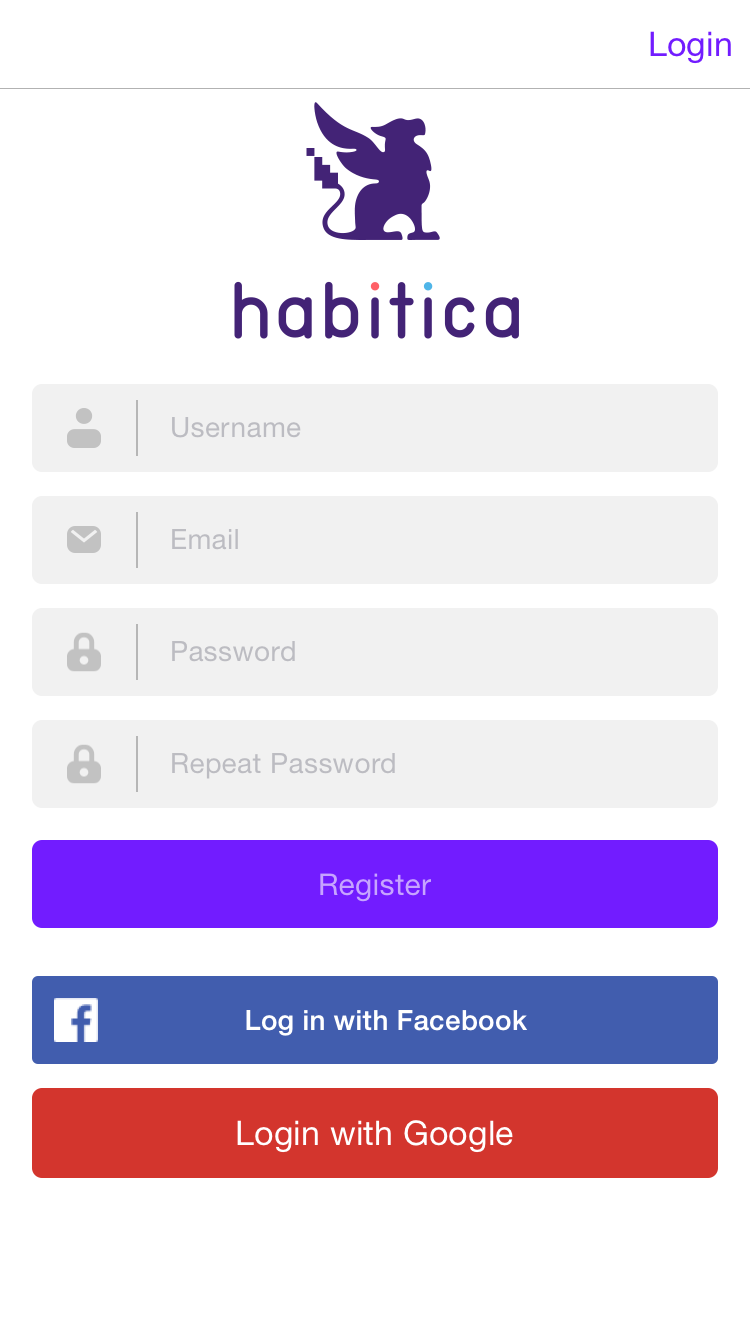 Login
habitica
Username
Email
Password
Repeat Password
Register
Log in with Facebook
Login with Google